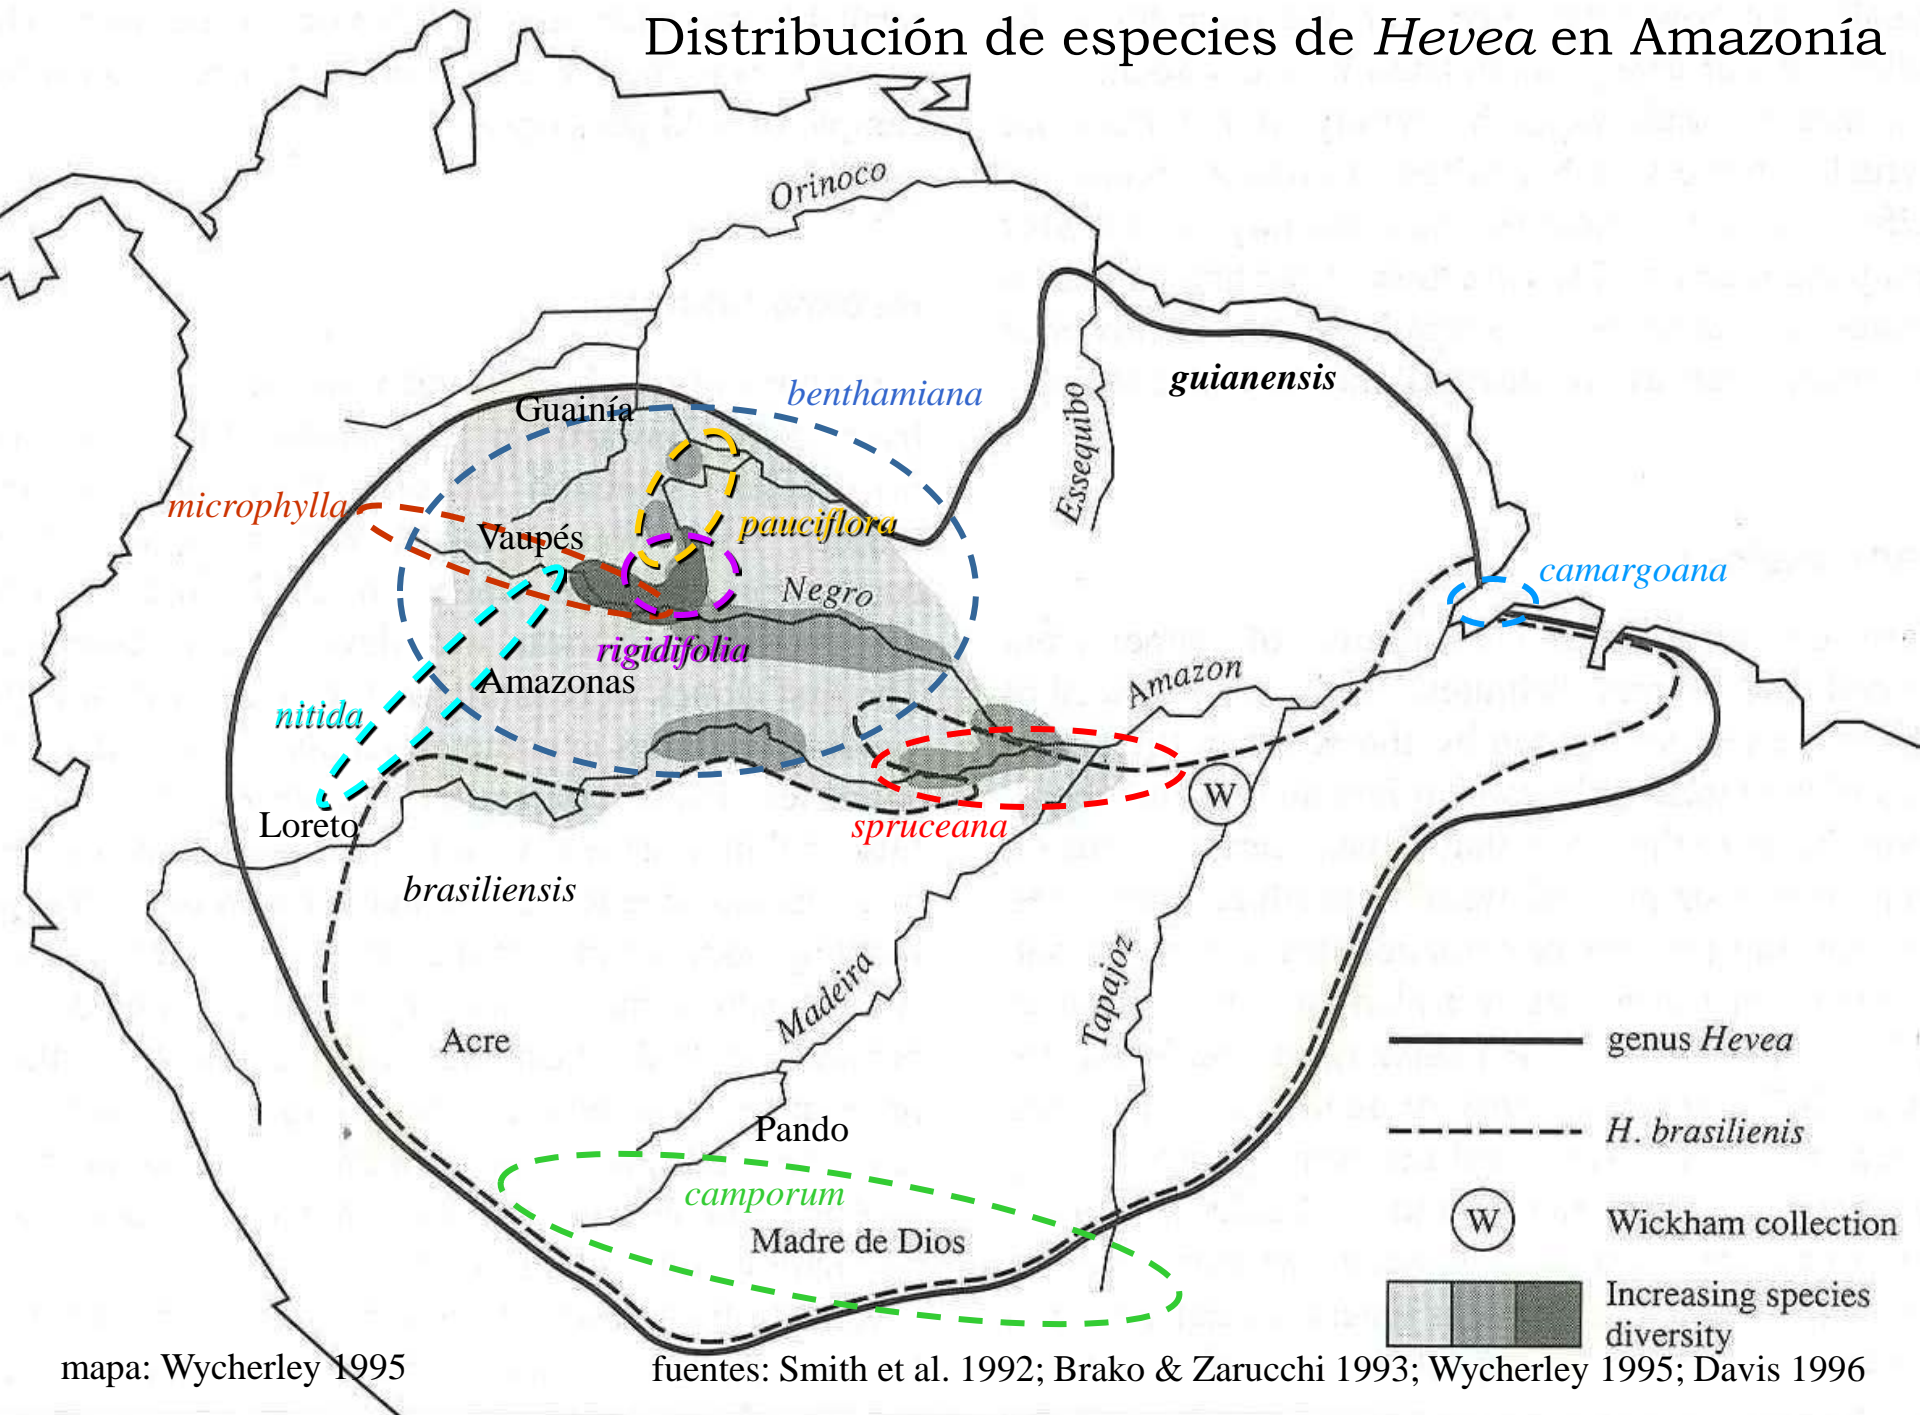 Distribución de especies de Hevea en Amazonía
Orinoco
benthamiana
guianensis
Guainía
Essequibo
microphylla
Vaupés
pauciflora
camargoana
Negro
rigidifolia
Amazon
Amazonas
nitida
W
Loreto
spruceana
brasiliensis
Madeira
Tapajoz
Acre
genus Hevea
Pando
H. brasilienis
camporum
W
Wickham collection
Madre de Dios
Increasing species
diversity
mapa: Wycherley 1995
fuentes: Smith et al. 1992; Brako & Zarucchi 1993; Wycherley 1995; Davis 1996